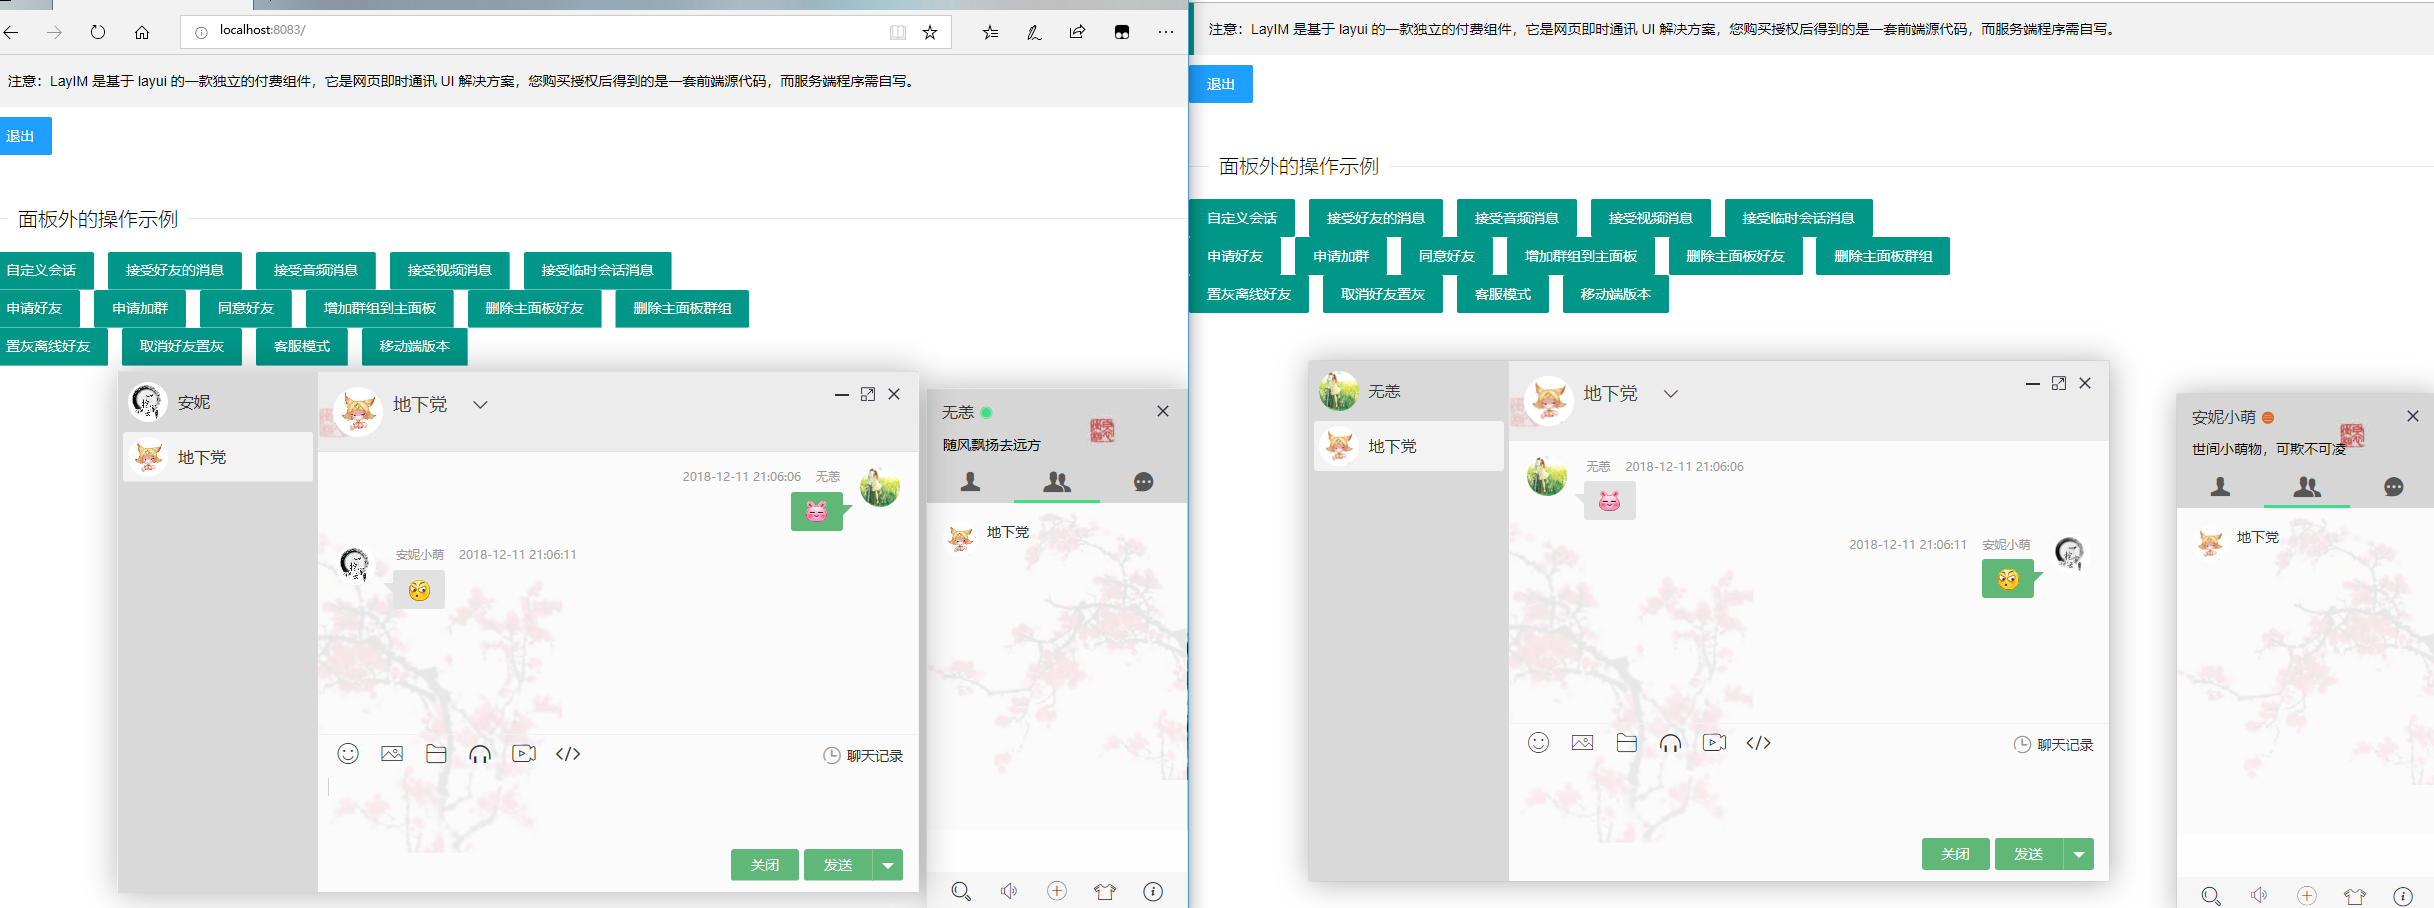 localhost:8083/
注意：LayIM 是基于 layui 的一款独立的付费组件，它是网页即时通讯 UI 解决方案，您购买授权后得到的是一套前端源代码，而服务端程序需自写。
退出
面板外的操作示例
自定义会话 接受好友的消息 接受音频消息 接受视频消息 接受临时会话消息
申请好友 申请加群 同意好友 增加群组到主面板 删除主面板好友 删除主面板群组
置灰离线好友 取消好友置灰 客服模式 移动端版本
安妮
地下党
地下党
2018-12-11 21:06:06 无恙
安妮小萌 2018-12-11 21:06:11
聊天记录
关闭 发送
无恙
随风飘扬去远方
地下党
注意：LayIM 是基于 layui 的一款独立的付费组件，它是网页即时通讯 UI 解决方案，您购买授权后得到的是一套前端源代码，而服务端程序需自写。
退出
面板外的操作示例
自定义会话 接受好友的消息 接受音频消息 接受视频消息 接受临时会话消息
申请好友 申请加群 同意好友 增加群组到主面板 删除主面板好友 删除主面板群组
置灰离线好友 取消好友置灰 客服模式 移动端版本
无恙
地下党
地下党
无恙 2018-12-11 21:06:06
2018-12-11 21:06:11 安妮小萌
聊天记录
关闭 发送
安妮小萌
世间小萌物，可欺不可凌
地下党